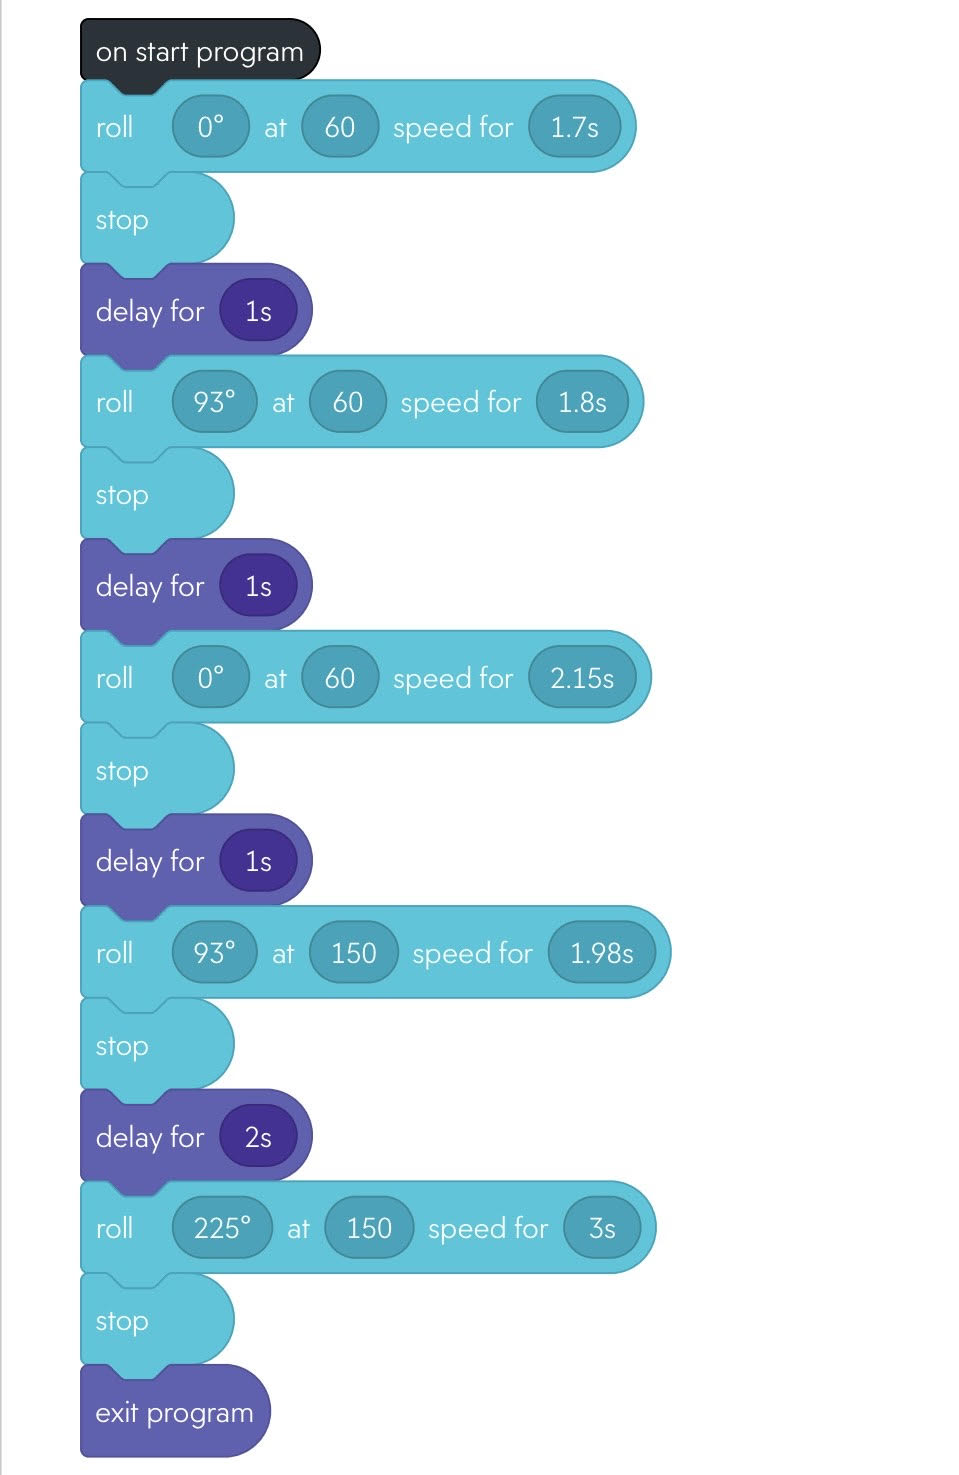 on start program
roll 0° at 60 speed for 1.7s
stop
delay for 1s
roll 93° at 60 speed for 1.8s
stop
delay for 1s
roll 0° at 60 speed for 2.15s
stop
delay for 1s
roll 93° at 150 speed for 1.98s
stop
delay for 2s
roll 225° at 150 speed for 3s
stop
exit program